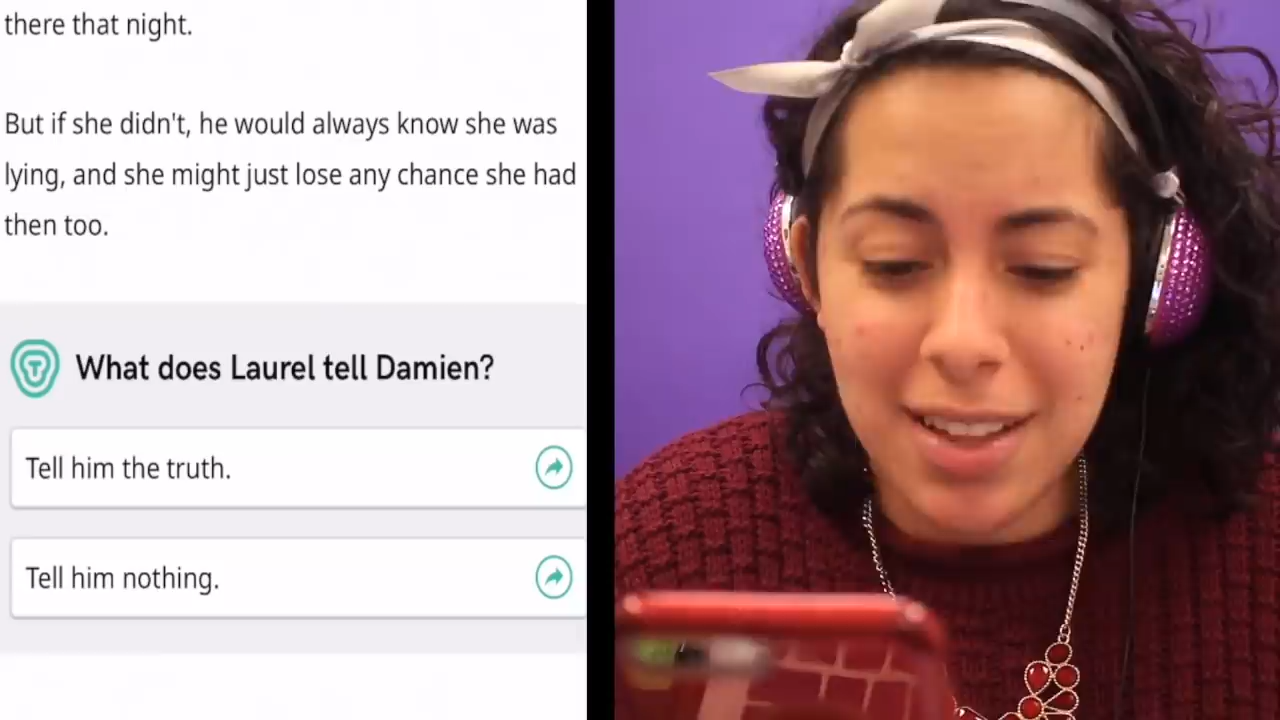 there that night.
But if she didn't, he would always know she was
lying, and she might just lose any chance she had
then too.
What does Laurel tell Damien?
Tell him the truth.
Tell him nothing.